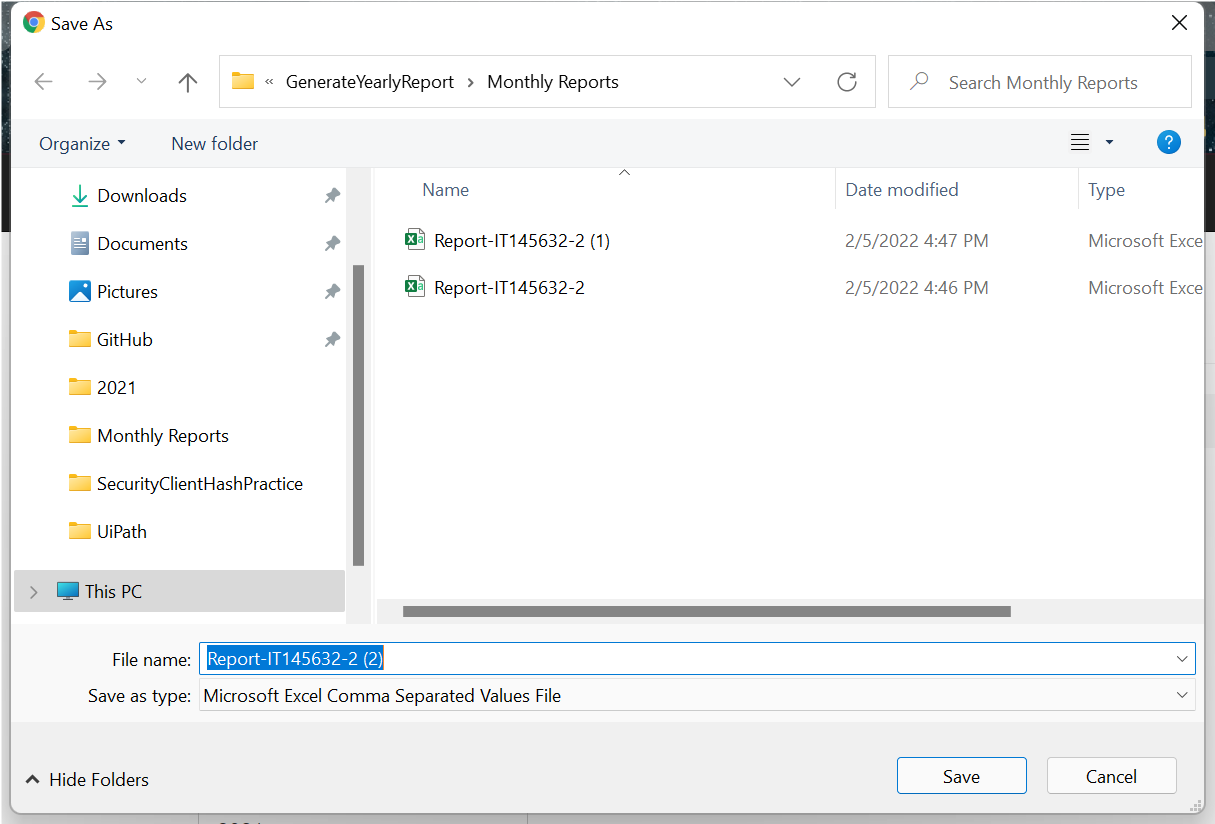 Save As
« GenerateYearlyReport › Monthly Reports
Search Monthly Reports
Organize
New folder
?
Downloads
Documents
Pictures
GitHub
2021
Monthly Reports
SecurityClientHashPractice
UiPath
This PC
Name Date modified Type
Report-IT145632-2 (1) 2/5/2022 4:47 PM Microsoft Exce
Report-IT145632-2 2/5/2022 4:46 PM Microsoft Exce
File name: Report-IT145632-2 (2)
Save as type: Microsoft Excel Comma Separated Values File
Hide Folders
Save
Cancel